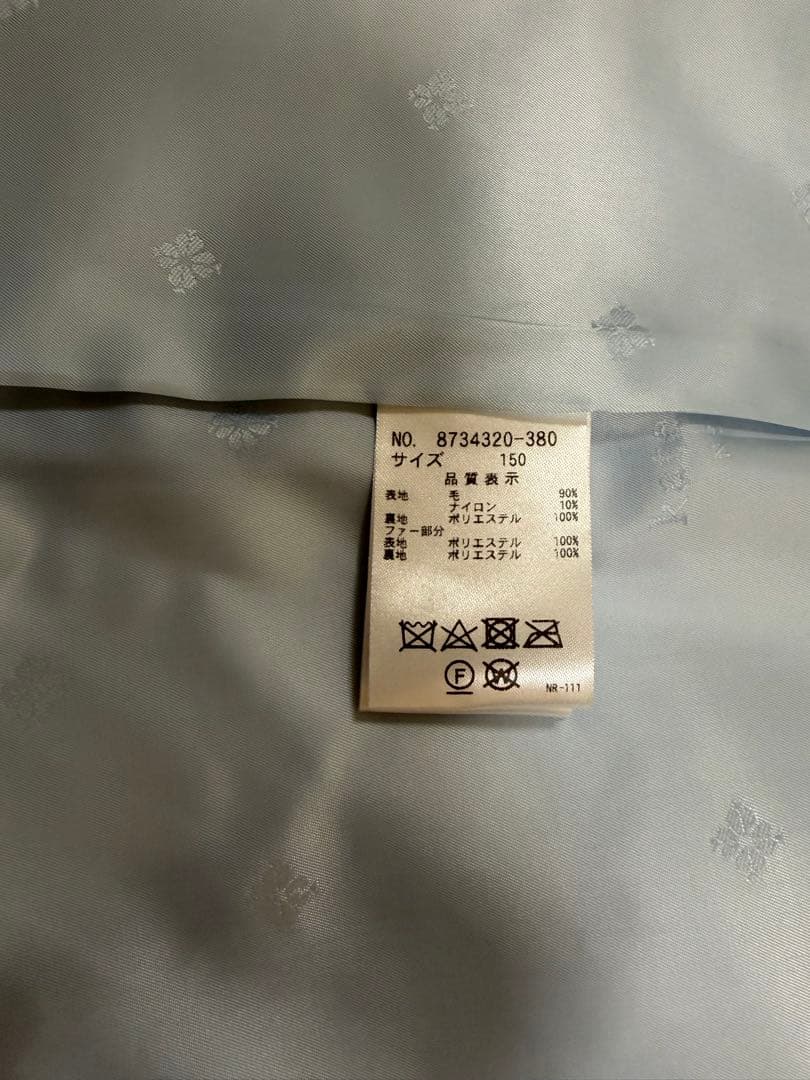 NO. 8734320-380
サイズ 150
品質表示
表地 毛 90%
ナイロン 10%
裏地 ポリエステル 100%
ファー部分
表地 ポリエステル 100%
裏地 ポリエステル 100%
F W
NR-111